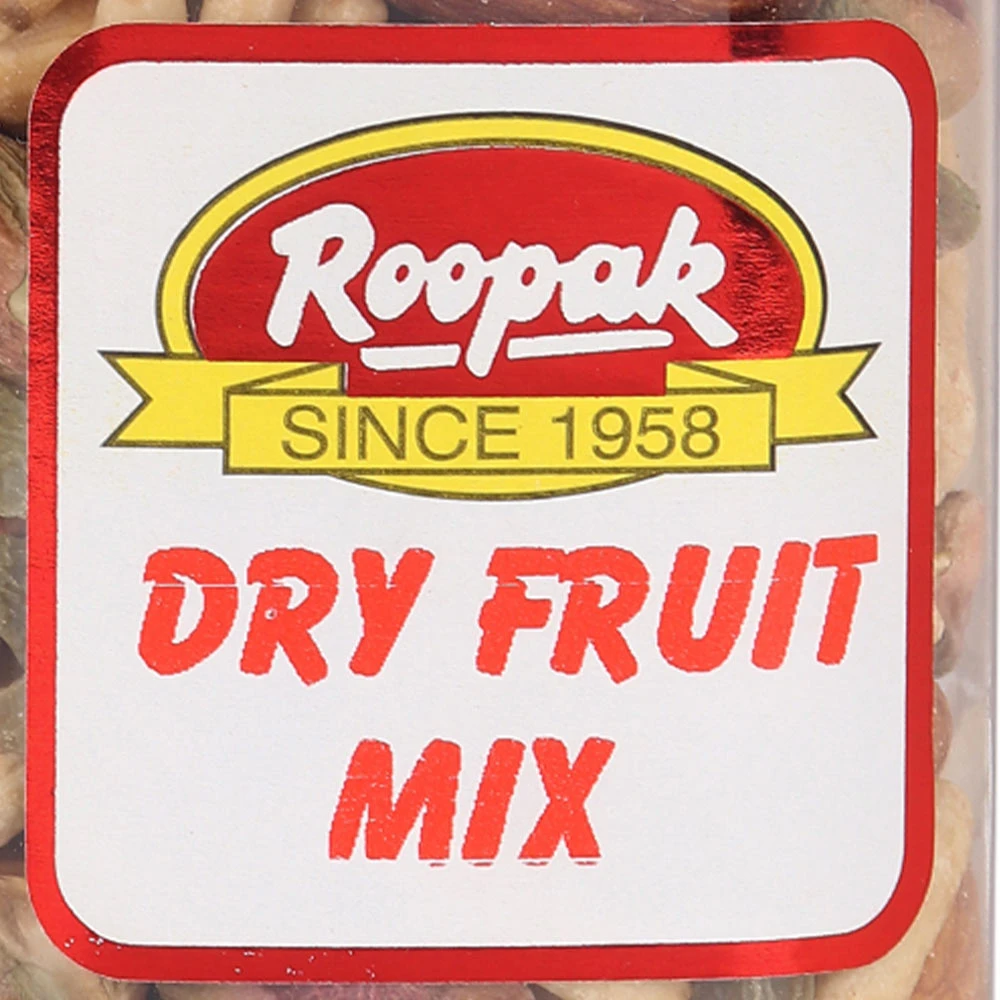 Roopak
SINCE 1958
DRY FRUIT
MIX